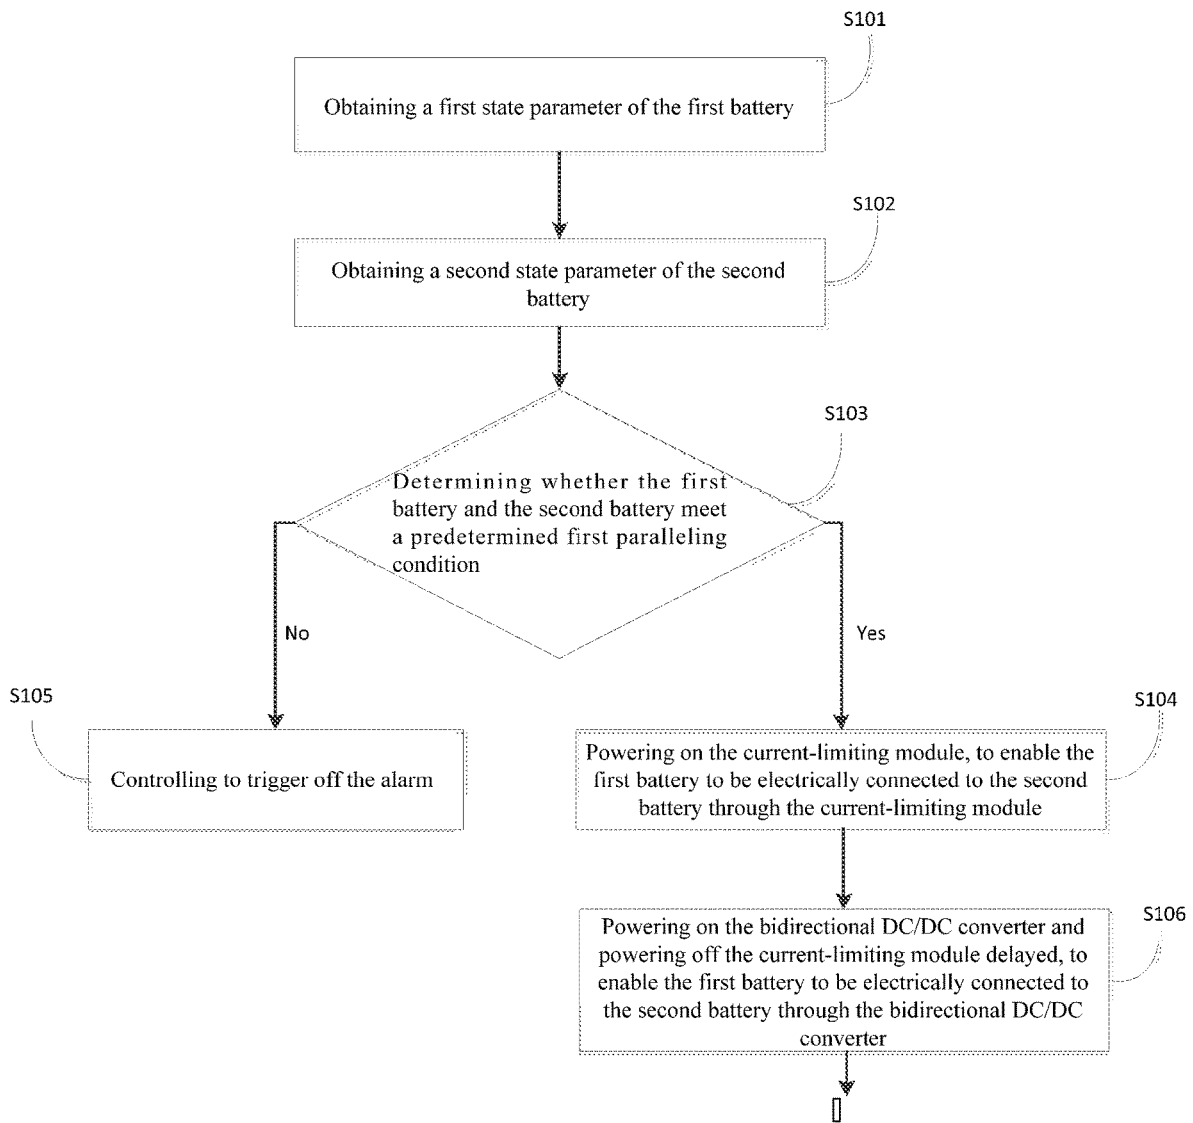 S101
Obtaining a first state parameter of the first battery
S102
Obtaining a second state parameter of the second
battery
S103
Determining whether the first
battery and the second battery meet
a predetermined first paralleling
condition
No
Yes
S105
Controlling to trigger off the alarm
S104
Powering on the current-limiting module, to enable the
first battery to be electrically connected to the second
battery through the current-limiting module
S106
Powering on the bidirectional DC/DC converter and
powering off the current-limiting module delayed, to
enable the first battery to be electrically connected to
the second battery through the bidirectional DC/DC
converter